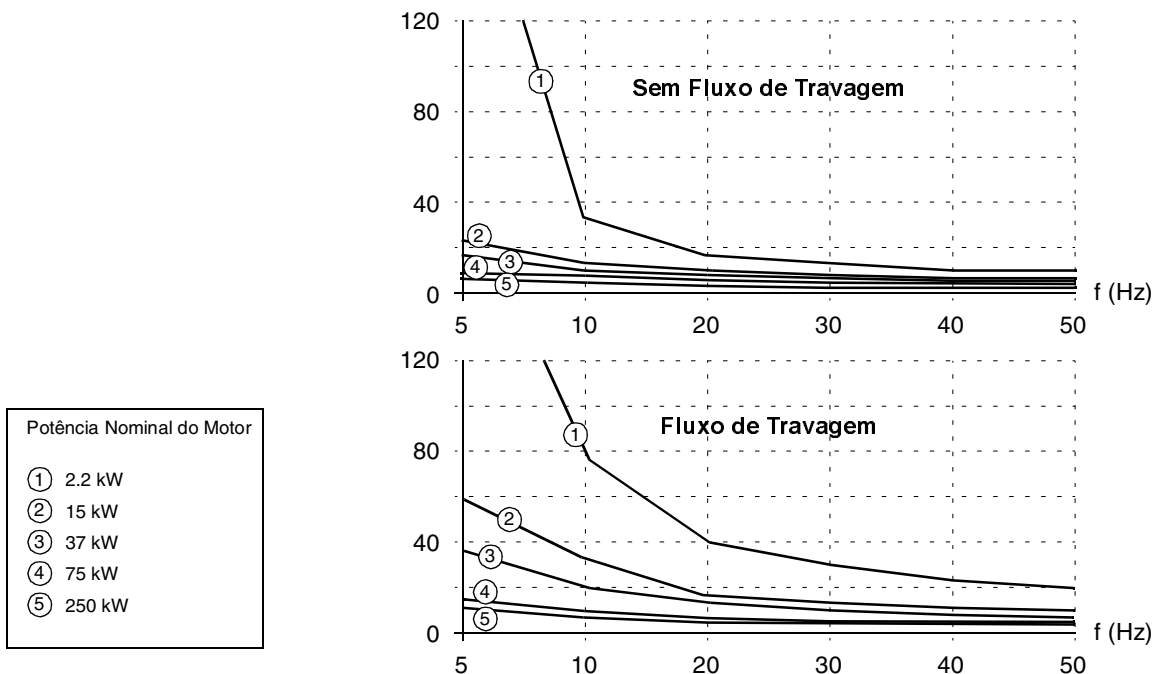 120
80
40
0
Sem Fluxo de Travagem
1
2
3
4
5
f (Hz)
5 10 20 30 40 50
120
80
40
0
Fluxo de Travagem
1
2
3
4
5
f (Hz)
5 10 20 30 40 50
Potência Nominal do Motor
1 2.2 kW
2 15 kW
3 37 kW
4 75 kW
5 250 kW